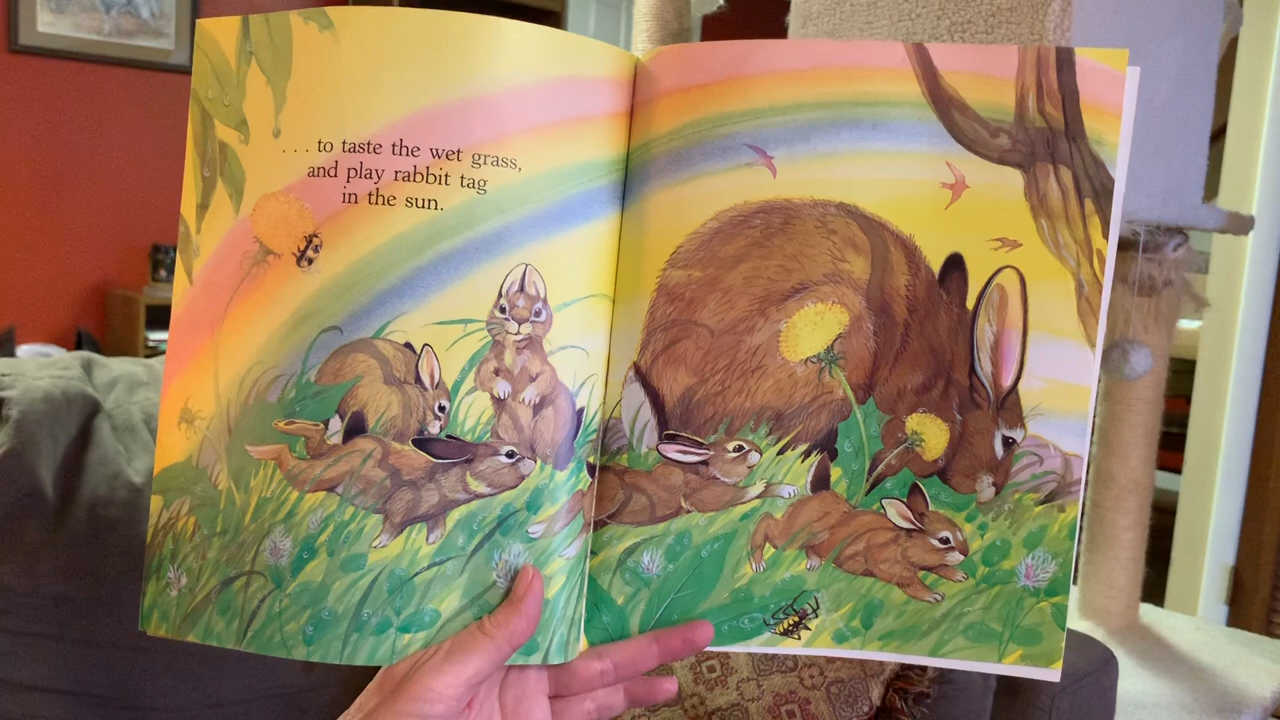 . . . to taste the wet grass,
and play rabbit tag
in the sun.